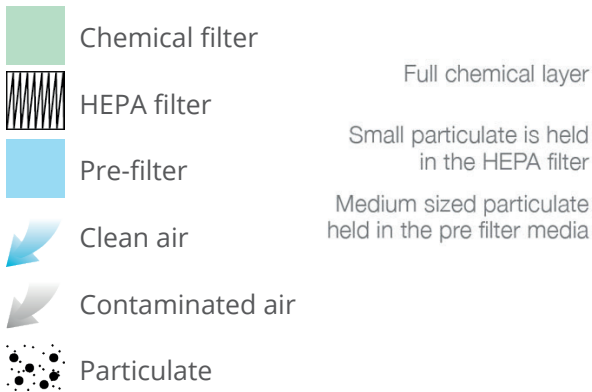 Chemical filter
HEPA filter
Pre-filter
Clean air
Contaminated air
Particulate
Full chemical layer
Small particulate is held
in the HEPA filter
Medium sized particulate
held in the pre filter media